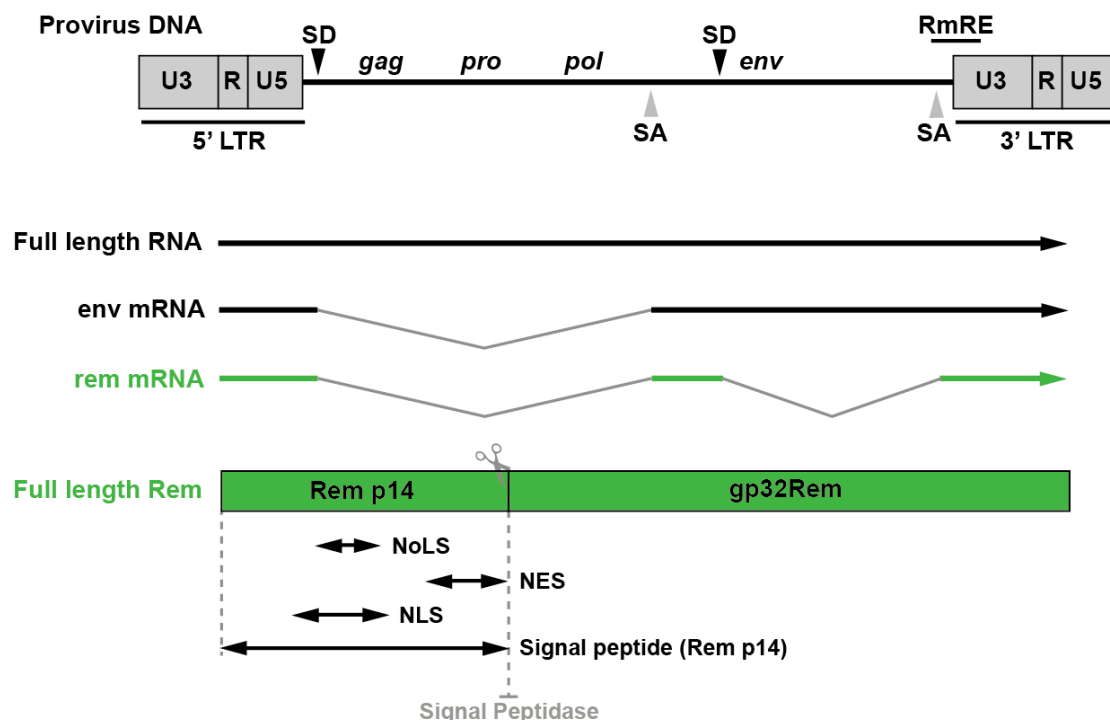 Provirus DNA
SD
SD
RmRE
gag
pro
pol
env
U3
R
U5
U3
R
U5
5’ LTR
SA
SA
3’ LTR
Full length RNA
env mRNA
rem mRNA
Full length Rem
Rem p14
gp32Rem
NoLS
NES
NLS
Signal peptide (Rem p14)
Signal Peptidase